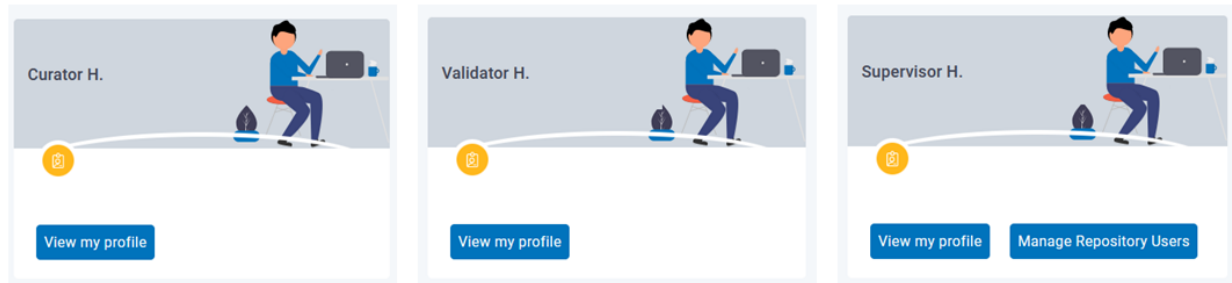 Curator H.
View my profile
Validator H.
View my profile
Supervisor H.
View my profile
Manage Repository Users